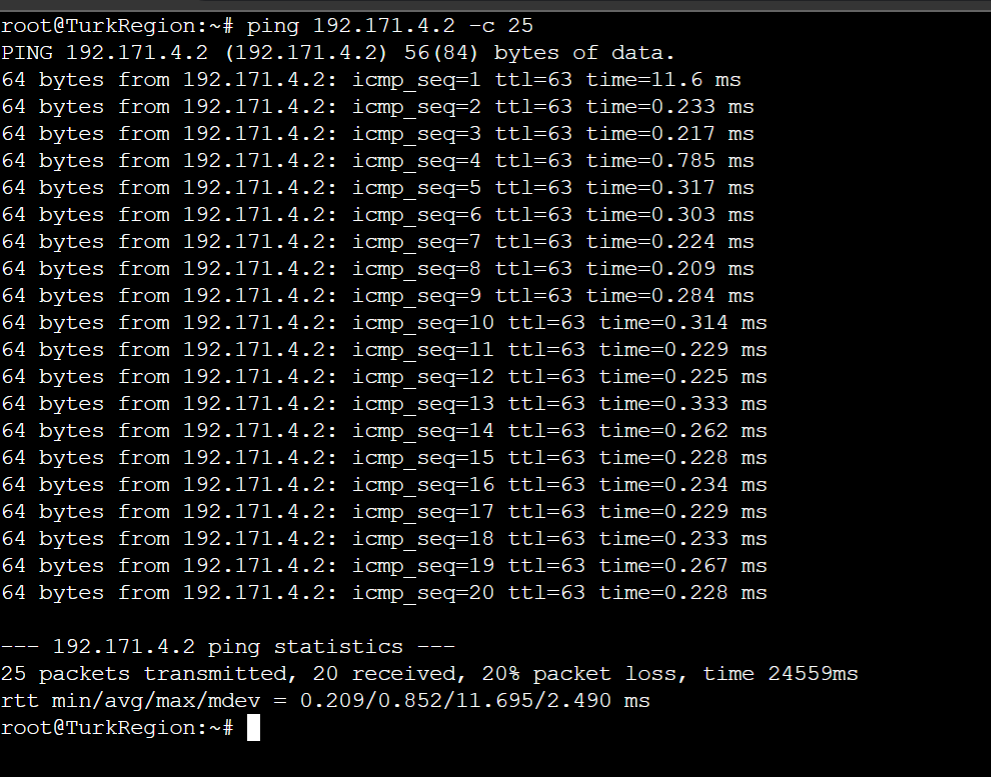 root@TurkRegion:~# ping 192.171.4.2 -c 25
PING 192.171.4.2 (192.171.4.2) 56(84) bytes of data.
64 bytes from 192.171.4.2: icmp_seq=1 ttl=63 time=11.6 ms
64 bytes from 192.171.4.2: icmp_seq=2 ttl=63 time=0.233 ms
64 bytes from 192.171.4.2: icmp_seq=3 ttl=63 time=0.217 ms
64 bytes from 192.171.4.2: icmp_seq=4 ttl=63 time=0.785 ms
64 bytes from 192.171.4.2: icmp_seq=5 ttl=63 time=0.317 ms
64 bytes from 192.171.4.2: icmp_seq=6 ttl=63 time=0.303 ms
64 bytes from 192.171.4.2: icmp_seq=7 ttl=63 time=0.224 ms
64 bytes from 192.171.4.2: icmp_seq=8 ttl=63 time=0.209 ms
64 bytes from 192.171.4.2: icmp_seq=9 ttl=63 time=0.284 ms
64 bytes from 192.171.4.2: icmp_seq=10 ttl=63 time=0.314 ms
64 bytes from 192.171.4.2: icmp_seq=11 ttl=63 time=0.229 ms
64 bytes from 192.171.4.2: icmp_seq=12 ttl=63 time=0.225 ms
64 bytes from 192.171.4.2: icmp_seq=13 ttl=63 time=0.333 ms
64 bytes from 192.171.4.2: icmp_seq=14 ttl=63 time=0.262 ms
64 bytes from 192.171.4.2: icmp_seq=15 ttl=63 time=0.228 ms
64 bytes from 192.171.4.2: icmp_seq=16 ttl=63 time=0.234 ms
64 bytes from 192.171.4.2: icmp_seq=17 ttl=63 time=0.229 ms
64 bytes from 192.171.4.2: icmp_seq=18 ttl=63 time=0.233 ms
64 bytes from 192.171.4.2: icmp_seq=19 ttl=63 time=0.267 ms
64 bytes from 192.171.4.2: icmp_seq=20 ttl=63 time=0.228 ms
--- 192.171.4.2 ping statistics ---
25 packets transmitted, 20 received, 20% packet loss, time 24559ms
rtt min/avg/max/mdev = 0.209/0.852/11.695/2.490 ms
root@TurkRegion:~#